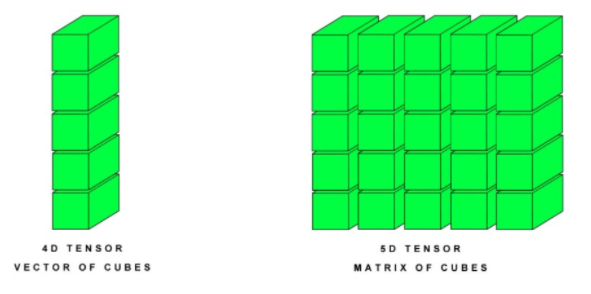 4D TENSOR
VECTOR OF CUBES
5D TENSOR
MATRIX OF CUBES